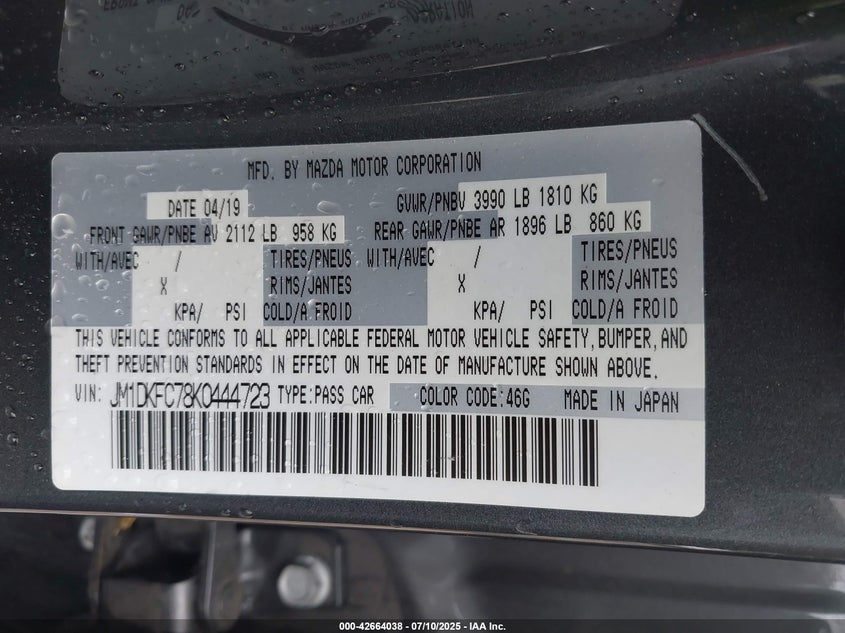 MFD. BY MAZDA MOTOR CORPORATION
DATE 04/19 GVWR/PNBV 3990 LB 1810 KG
FRONT GAWR/PNBE AV 2112 LB 958 KG REAR GAWR/PNBE AR 1896 LB 860 KG
WITH/AVEC / TIRES/PNEUS WITH/AVEC / TIRES/PNEUS
X RIMS/JANTES X RIMS/JANTES
KPA/ PSI COLD/A FROID KPA/ PSI COLD/A FROID
THIS VEHICLE CONFORMS TO ALL APPLICABLE FEDERAL MOTOR VEHICLE SAFETY,BUMPER,AND
THEFT PREVENTION STANDARDS IN EFFECT ON THE DATE OF MANUFACTURE SHOWN ABOVE.
VIN: JM1DKFC78K0444723 TYPE:PASS CAR COLOR CODE:46G MADE IN JAPAN
000-42664038 - 07/10/2025 - IAA Inc.